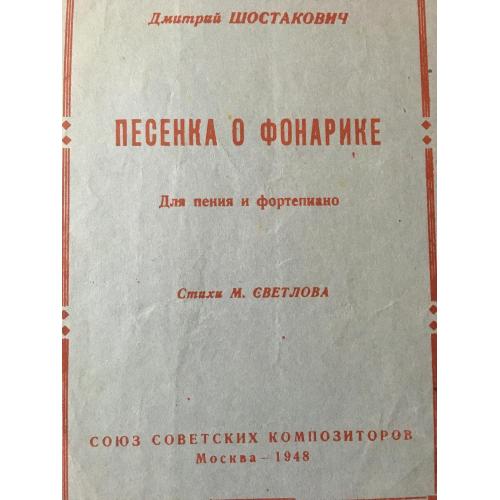 Дмитрий ШОСТАКОВИЧ
ПЕСЕНКА О ФОНАРИКЕ
Для пения и фортепиано
Стихи М. СВЕТЛОВА
СОЮЗ СОВЕТСКИХ КОМПОЗИТОРОВ
Москва — 1948